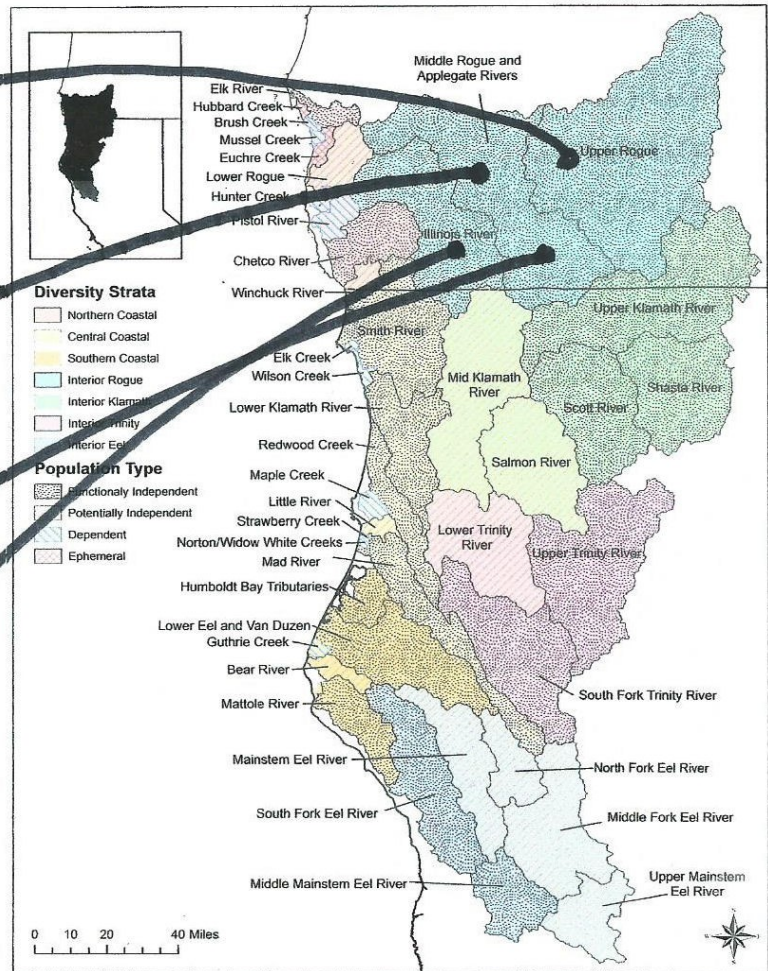 Middle Rogue and
Applegate Rivers
Elk River
Hubbard Creek
Brush Creek
Mussel Creek
Euchre Creek
Upper Rogue
Lower Rogue
Hunter Creek
Pistol River
Illinois River
Chetco River
Winchuck River
Upper Klamath River
Smith River
Elk Creek
Wilson Creek
Mid Klamath
River
Shasta River
Scott River
Lower Klamath River
Redwood Creek
Salmon River
Maple Creek
Little River
Strawberry Creek
Norton/Widow White Creeks
Lower Trinity
River
Upper Trinity River
Mad River
Humboldt Bay Tributaries
Lower Eel and Van Duzen
Guthrie Creek
Bear River
South Fork Trinity River
Mattole River
Mainstem Eel River
North Fork Eel River
South Fork Eel River
Middle Fork Eel River
Middle Mainstem Eel River
Upper Mainstem
Eel River
Diversity Strata
Northern Coastal
Central Coastal
Southern Coastal
Interior Rogue
Interior Klamath
Interior Trinity
Interior Eel
Population Type
Functionaly Independent
Potentially Independent
Dependent
Ephemeral
0 10 20 40 Miles